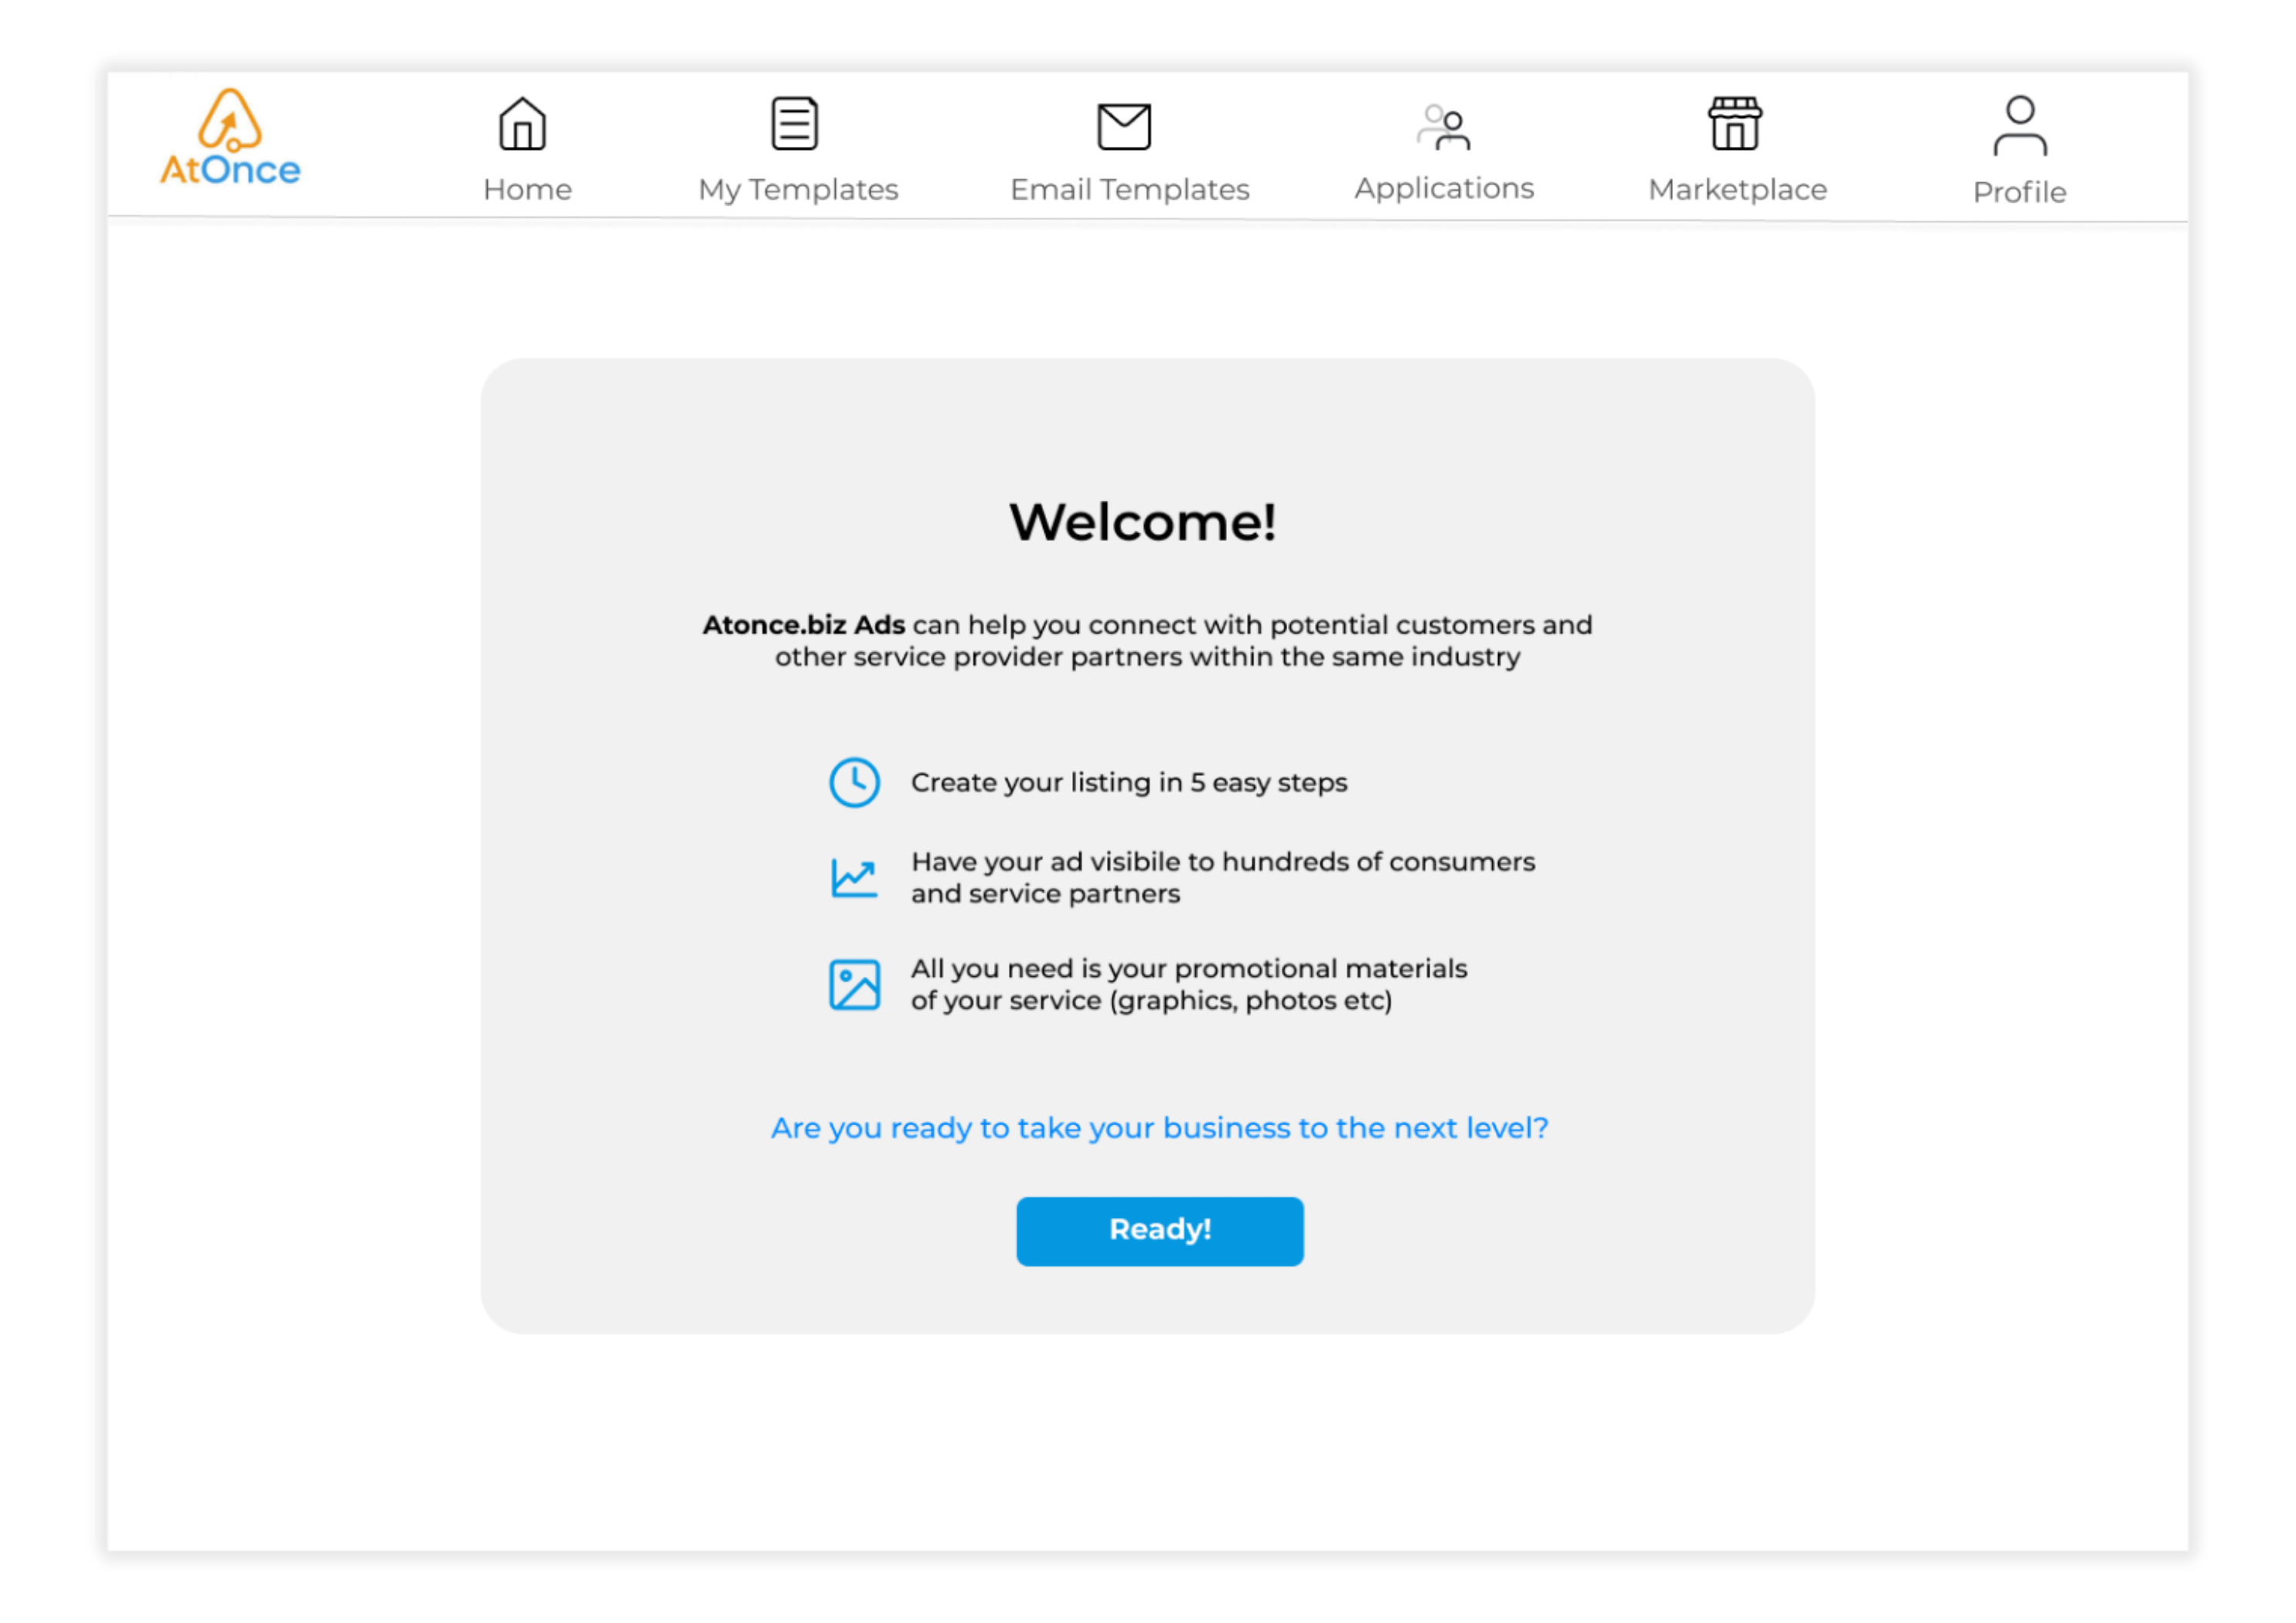 AtOnce
Home
My Templates
Email Templates
Applications
Marketplace
Profile
Welcome!
Atonce.biz Ads can help you connect with potential customers and
other service provider partners within the same industry
Create your listing in 5 easy steps
Have your ad visibile to hundreds of consumers
and service partners
All you need is your promotional materials
of your service (graphics, photos etc)
Are you ready to take your business to the next level?
Ready!